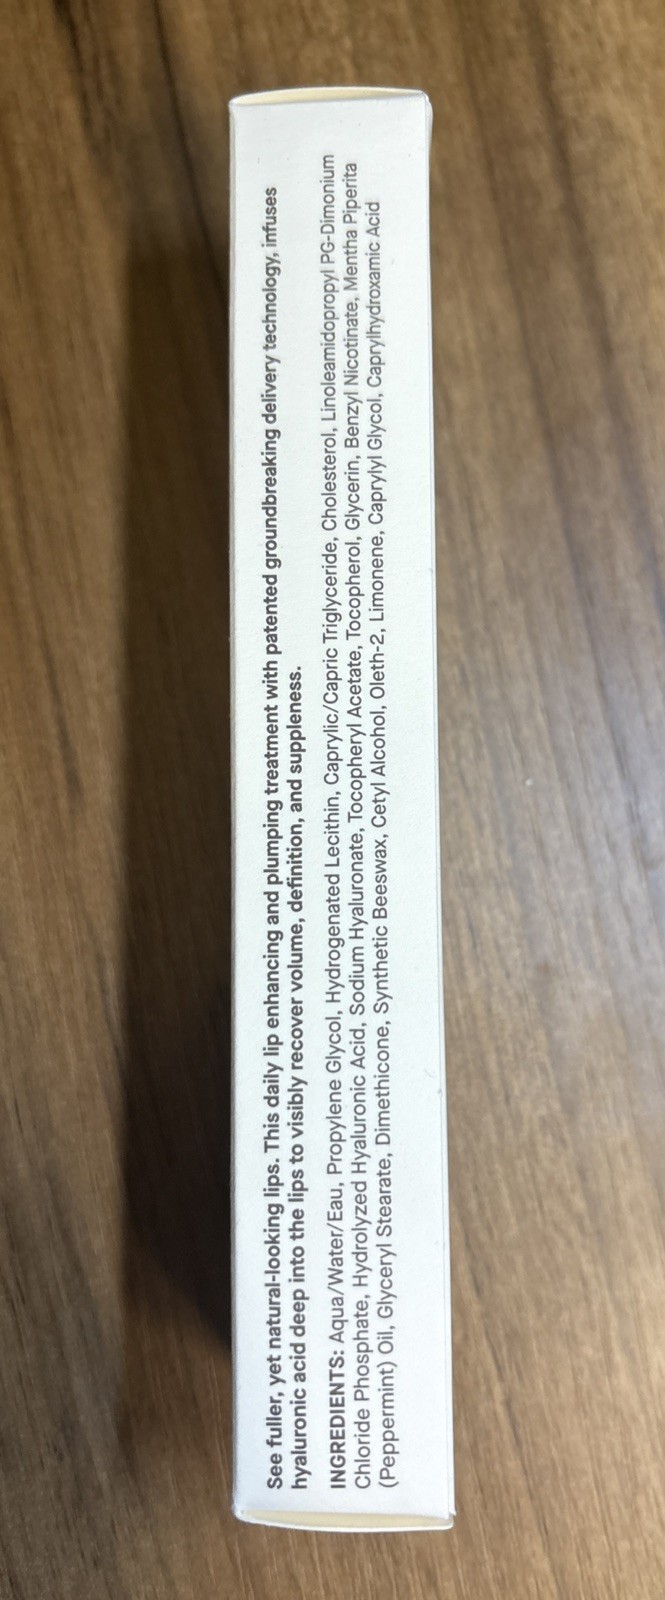 See fuller, yet natural-looking lips. This daily lip enhancing and plumping treatment with patented groundbreaking delivery technology, infuses
hyaluronic acid deep into the lips to visibly recover volume, definition, and suppleness.
INGREDIENTS: Aqua/Water/Eau, Propylene Glycol, Hydrogenated Lecithin, Caprylic/Capric Triglyceride, Cholesterol, Linoleamidopropyl PG-Dimonium
Chloride Phosphate, Hydrolyzed Hyaluronic Acid, Sodium Hyaluronate, Tocopheryl Acetate, Tocopherol, Glycerin, Benzyl Nicotinate, Mentha Piperita
(Peppermint) Oil, Glyceryl Stearate, Dimethicone, Synthetic Beeswax, Cetyl Alcohol, Oleth-2, Limonene, Caprylyl Glycol, Caprylhydroxamic Acid